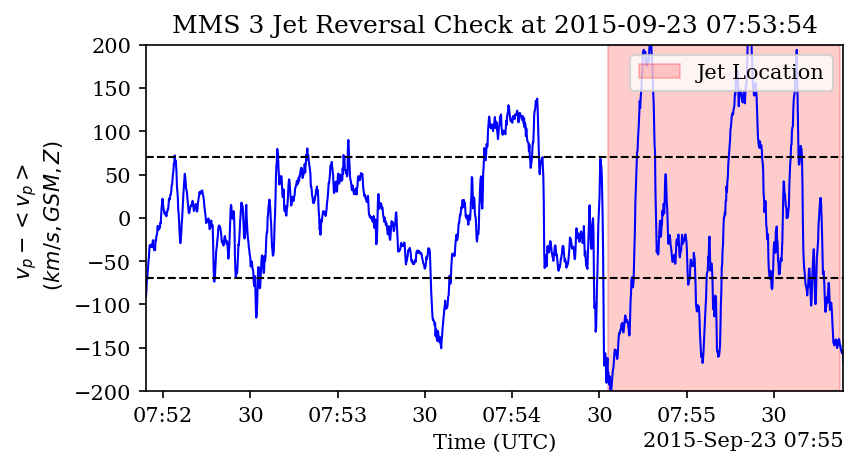 MMS 3 Jet Reversal Check at 2015-09-23 07:53:54
200
150
100
50
0
−50
−100
−150
−200
v_p − < v_p >
(km/s, GSM, Z)
Jet Location
07:52 30 07:53 30 07:54 30 07:55 30
Time (UTC)
2015-Sep-23 07:55